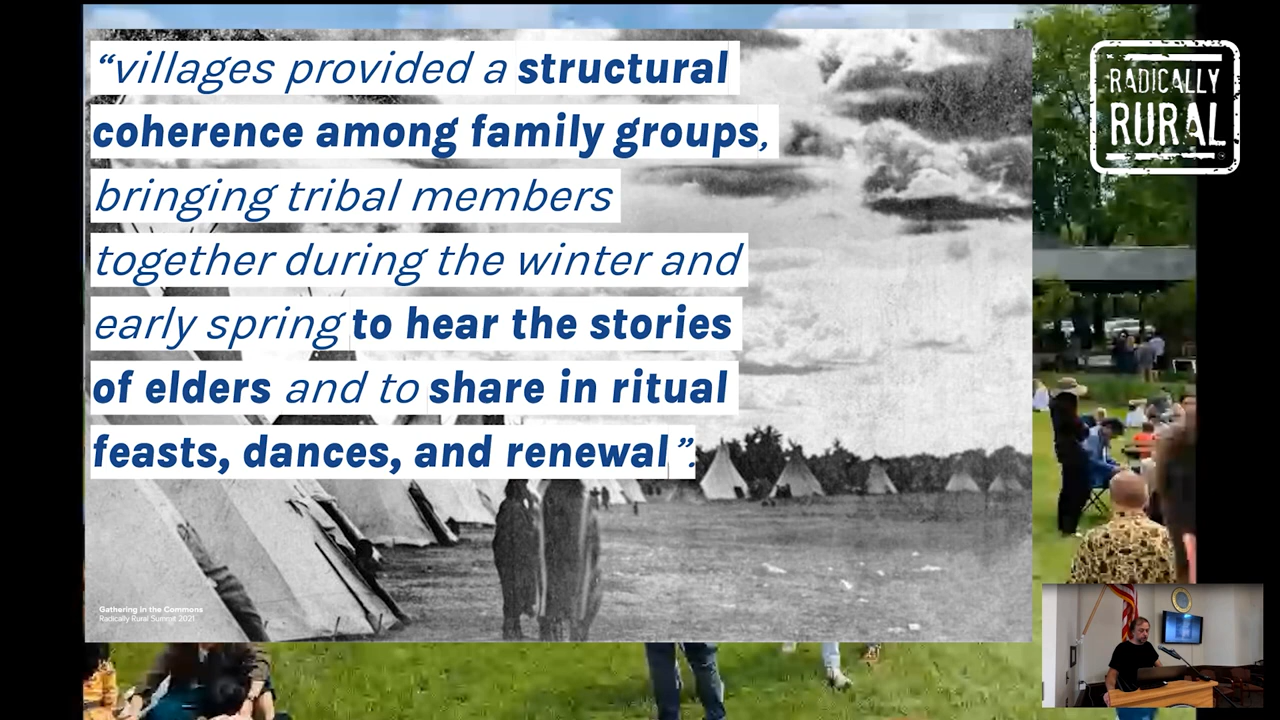 “villages provided a structural
coherence among family groups,
bringing tribal members
together during the winter and
early spring to hear the stories
of elders and to share in ritual
feasts, dances, and renewal”.
Gathering in the Commons
Radically Rural Summit 2021
RADICALLY
RURAL